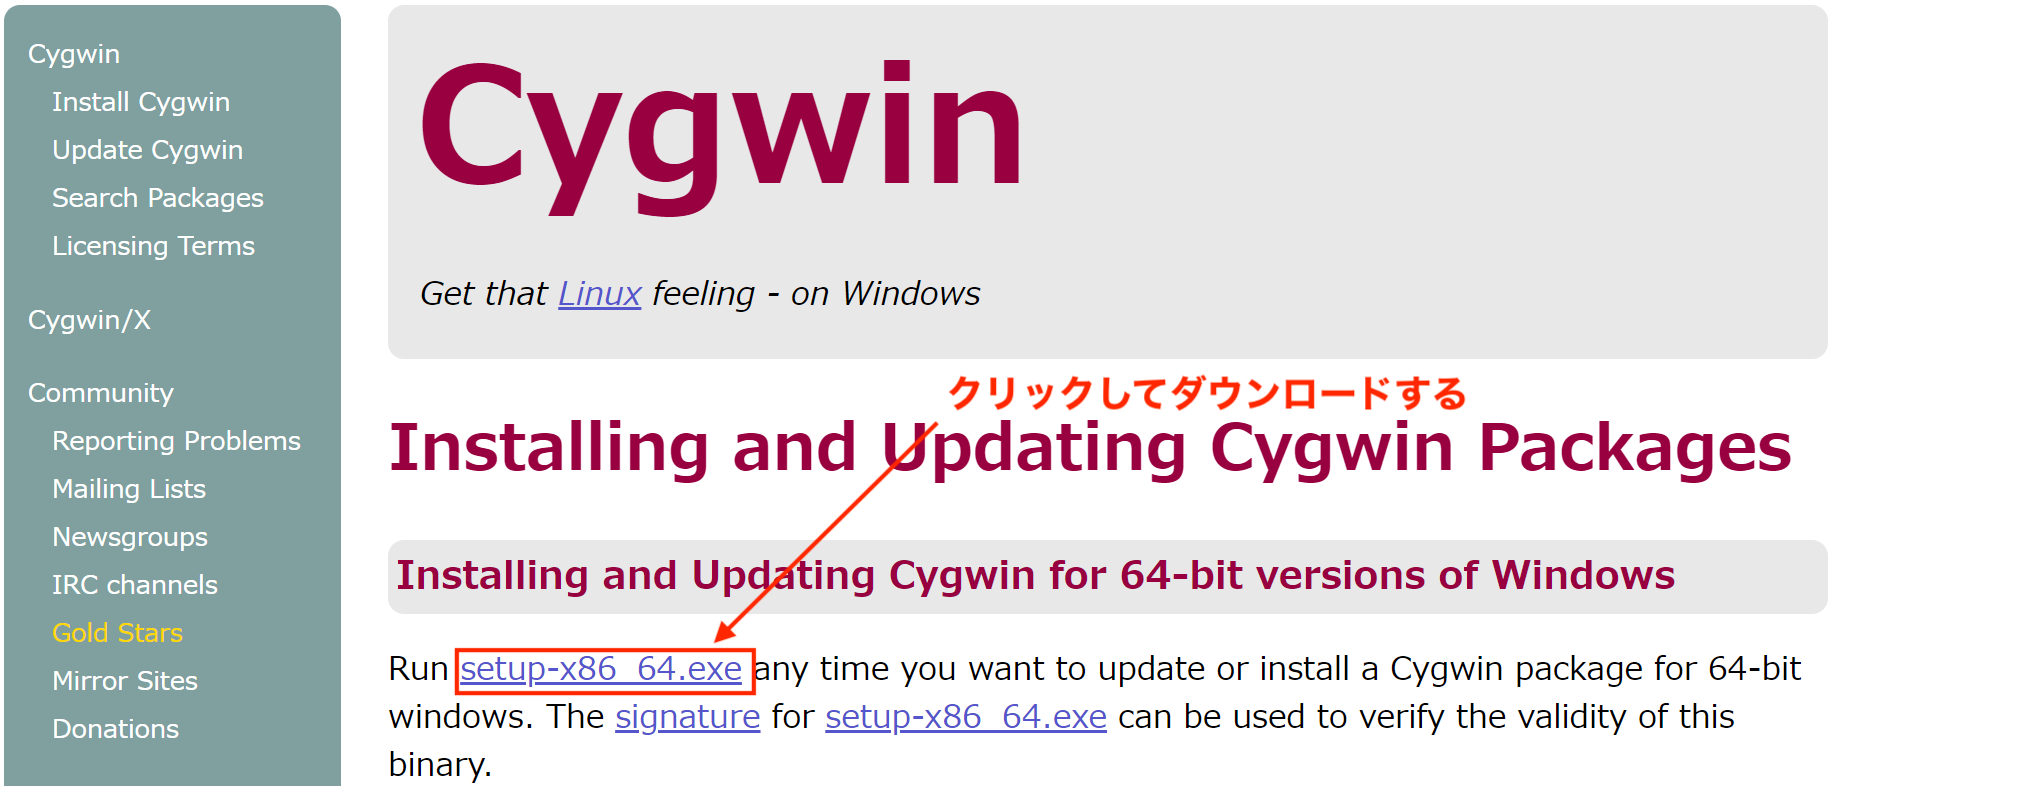 Cygwin
Install Cygwin
Update Cygwin
Search Packages
Licensing Terms
Cygwin/X
Community
Reporting Problems
Mailing Lists
Newsgroups
IRC channels
Gold Stars
Mirror Sites
Donations
Cygwin
Get that Linux feeling - on Windows
クリックしてダウンロードする
Installing and Updating Cygwin Packages
Installing and Updating Cygwin for 64-bit versions of Windows
Run setup-x86_64.exe any time you want to update or install a Cygwin package for 64-bit
windows. The signature for setup-x86_64.exe can be used to verify the validity of this
binary.